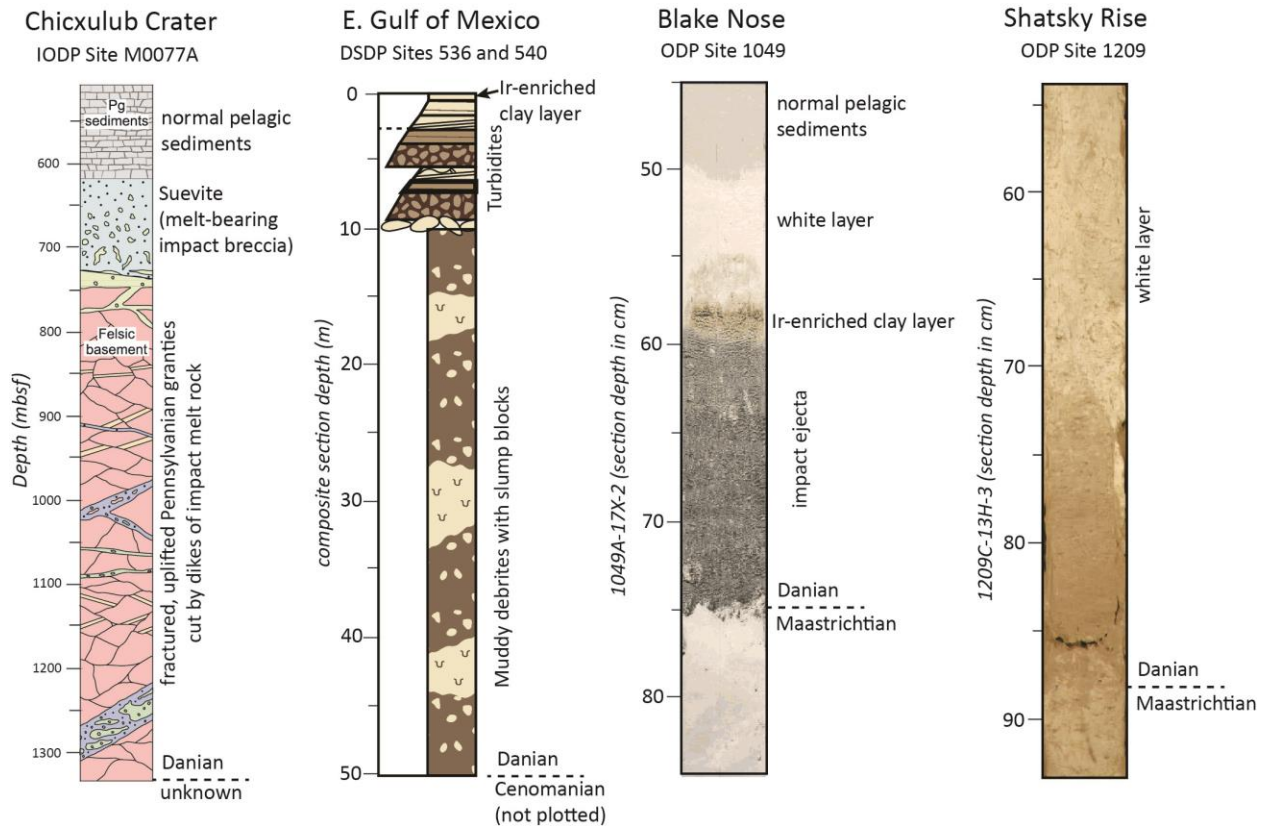 Chicxulub Crater
IODP Site M0077A
Pg
sediments
normal pelagic
sediments
600
Suevite
(melt-bearing
impact breccia)
700
800
Felsic
basement
900
1000
1100
1200
1300
Depth (mbsf)
fractured, uplifted Pennsylvanian granties
cut by dikes of impact melt rock
Danian
unknown
E. Gulf of Mexico
DSDP Sites 536 and 540
0
Ir-enriched
clay layer
Turbidites
10
20
30
40
50
composite section depth (m)
Muddy debrites with slump blocks
Danian
Cenomanian
(not plotted)
Blake Nose
ODP Site 1049
normal pelagic
sediments
50
white layer
Ir-enriched clay layer
60
impact ejecta
70
80
1049A-17X-2 (section depth in cm)
Danian
Maastrichtian
Shatsky Rise
ODP Site 1209
60
white layer
70
80
90
1209C-13H-3 (section depth in cm)
Danian
Maastrichtian